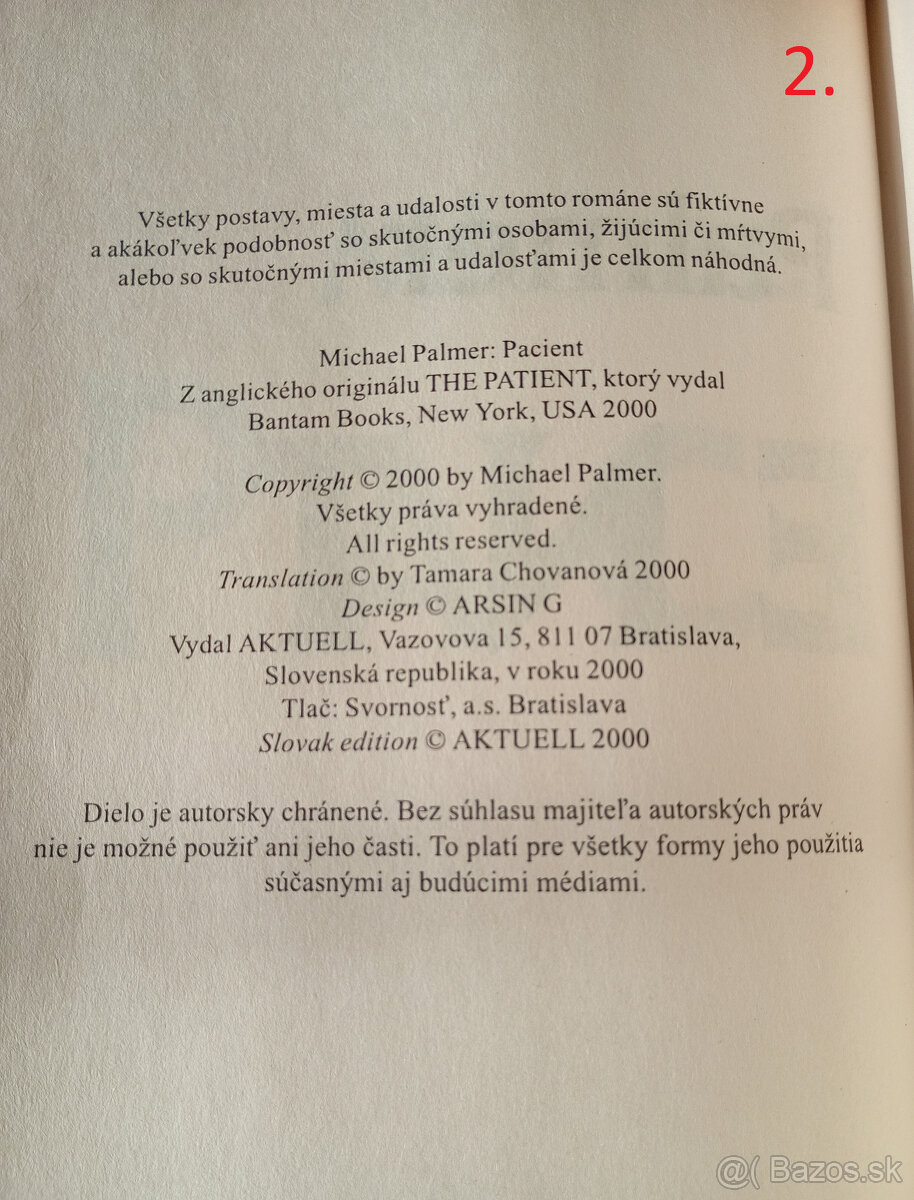 2.
Všetky postavy, miesta a udalosti v tomto románe sú fiktívne
a akákoľvek podobnosť so skutočnými osobami, žijúcimi či mŕtvymi,
alebo so skutočnými miestami a udalosťami je celkom náhodná.
Michael Palmer: Pacient
Z anglického originálu THE PATIENT, ktorý vydal
Bantam Books, New York, USA 2000
Copyright © 2000 by Michael Palmer.
Všetky práva vyhradené.
All rights reserved.
Translation © by Tamara Chovanová 2000
Design © ARSIN G
Vydal AKTUELL, Vazovova 15, 811 07 Bratislava,
Slovenská republika, v roku 2000
Tlač: Svornosť, a.s. Bratislava
Slovak edition © AKTUELL 2000
Dielo je autorsky chránené. Bez súhlasu majiteľa autorských práv
nie je možné použiť ani jeho časti. To platí pre všetky formy jeho použitia
súčasnými aj budúcimi médiami.
@( Bazos.sk